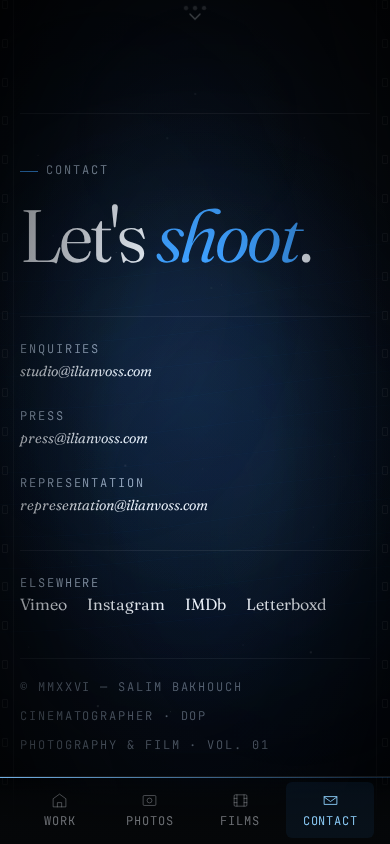 CONTACT
Let's shoot.
ENQUIRIES
studio@ilianvoss.com
PRESS
press@ilianvoss.com
REPRESENTATION
representation@ilianvoss.com
ELSEWHERE
Vimeo Instagram IMDb Letterboxd
© MMXXVI — SALIM BAKHOUCH
CINEMATOGRAPHER · DOP
PHOTOGRAPHY & FILM · VOL. 01
WORK PHOTOS FILMS CONTACT